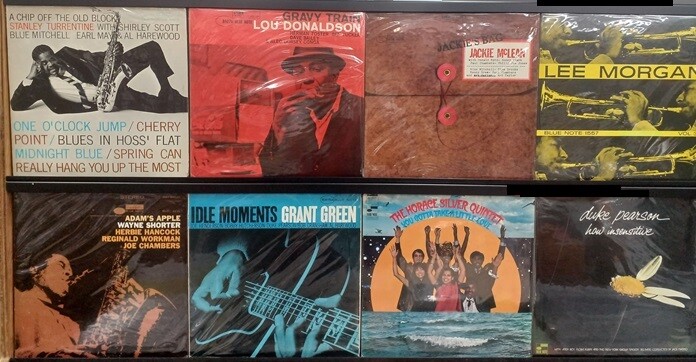 A CHIP OFF THE OLD BLOCK
STANLEY TURRENTINE WITH SHIRLEY SCOTT
BLUE MITCHELL EARL MAY AL HAREWOOD
ONE O'CLOCK JUMP/CHERRY
POINT/BLUES IN HOSS' FLAT
MIDNIGHT BLUE/SPRING CAN
REALLY HANG YOU UP THE MOST
GRAVY TRAIN
LOU DONALDSON
JACKIE'S BAG
JACKIE McLEAN
LEE MORGAN
BLUE NOTE 1557
VOL
ADAM'S APPLE
WAYNE SHORTER
HERBIE HANCOCK
REGINALD WORKMAN
JOE CHAMBERS
IDLE MOMENTS GRANT GREEN
THE HORACE SILVER QUINTET
YOU GOTTA TAKE A LITTLE LOVE
duke pearson
how insensitive